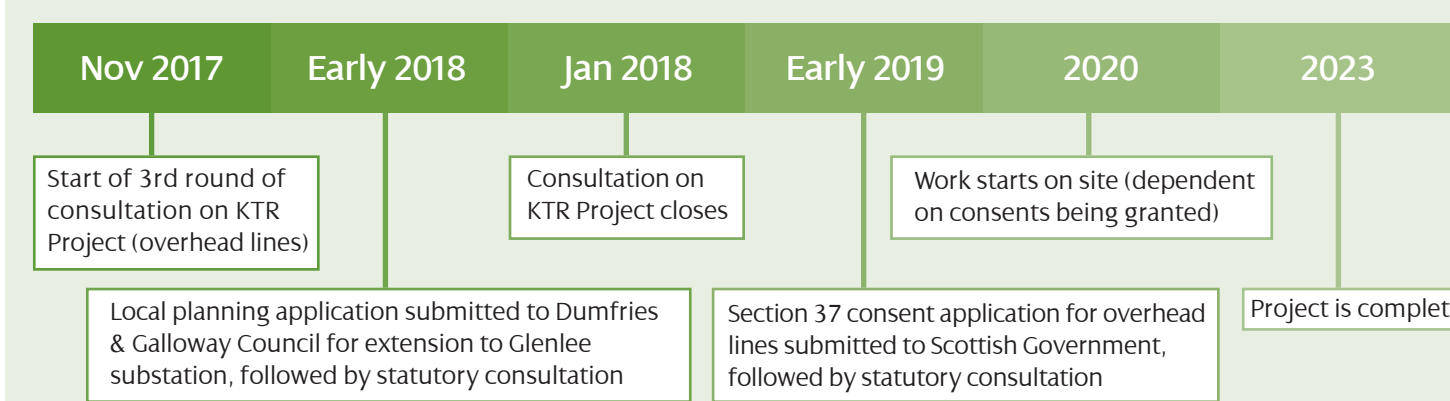 Nov 2017
Early 2018
Jan 2018
Early 2019
2020
2023
Start of 3rd round of
consultation on KTR
Project (overhead lines)
Consultation on
KTR Project closes
Work starts on site (dependent
on consents being granted)
Local planning application submitted to Dumfries
& Galloway Council for extension to Glenlee
substation, followed by statutory consultation
Section 37 consent application for overhead
lines submitted to Scottish Government,
followed by statutory consultation
Project is complet